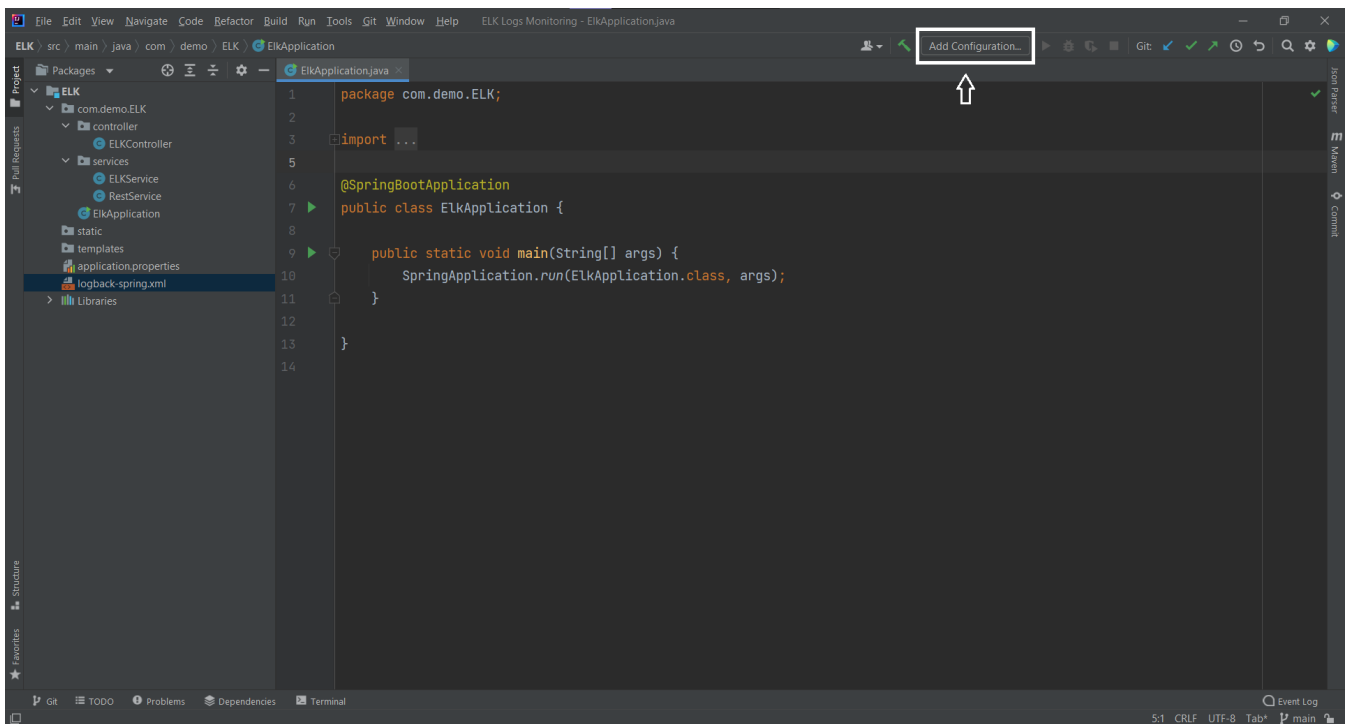 File Edit View Navigate Code Refactor Build Run Tools Git Window Help ELK Logs Monitoring - ElkApplication.java
ELK src main java com demo ELK ElkApplication Add Configuration... Git:
Project
Pull Requests
Structure
Favorites
Packages
ELK
com.demo.ELK
controller
ELKController
services
ELKService
RestService
ElkApplication
static
templates
application.properties
logback-spring.xml
Libraries
ElkApplication.java
1 package com.demo.ELK;
2
3 import ...
5
6 @SpringBootApplication
7 public class ElkApplication {
8
9 public static void main(String[] args) {
10 SpringApplication.run(ElkApplication.class, args);
11 }
12
13 }
14
Json Parser
m Maven
Commit
Git TODO Problems Dependencies Terminal Event Log
5:1 CRLF UTF-8 Tab* main